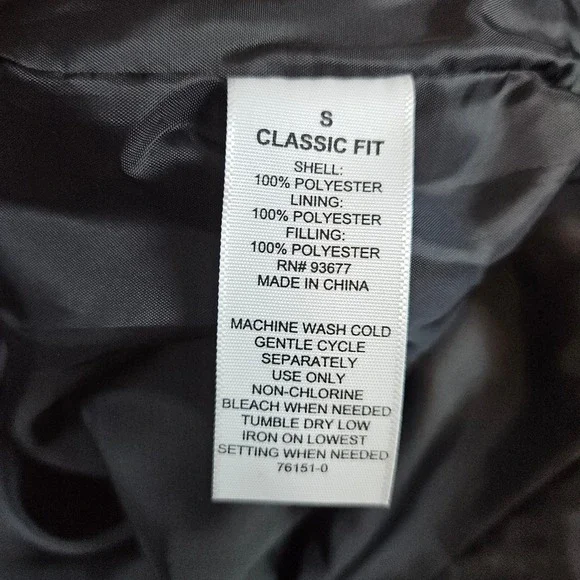 S
CLASSIC FIT
SHELL:
100% POLYESTER
LINING:
100% POLYESTER
FILLING:
100% POLYESTER
RN# 93677
MADE IN CHINA
MACHINE WASH COLD
GENTLE CYCLE
SEPARATELY
USE ONLY
NON-CHLORINE
BLEACH WHEN NEEDED
TUMBLE DRY LOW
IRON ON LOWEST
SETTING WHEN NEEDED
76151-0